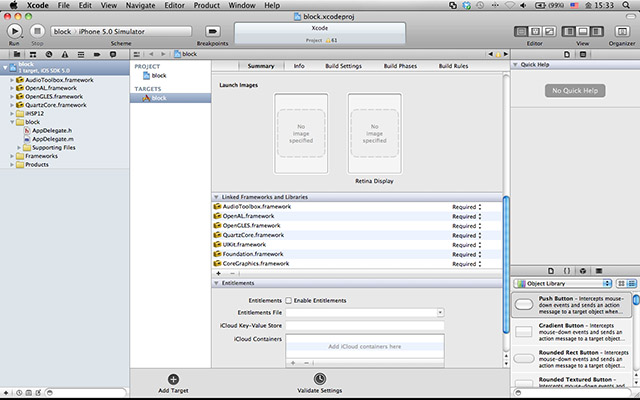 Xcode File Edit View Navigate Editor Product Window Help (99%) 15:33
block.xcodeproj
block iPhone 5.0 Simulator
Xcode
Project 61
Run Stop Scheme Breakpoints Editor View Organizer
block
block
1 target, iOS SDK 5.0
AudioToolbox.framework
OpenAL.framework
OpenGLES.framework
QuartzCore.framework
iHSP12
block
AppDelegate.h
AppDelegate.m
Supporting Files
Frameworks
Products
PROJECT
block
TARGETS
block
Summary Info Build Settings Build Phases Build Rules
Launch Images
No image specified
No image specified
Retina Display
Linked Frameworks and Libraries
AudioToolbox.framework Required
OpenAL.framework Required
OpenGLES.framework Required
QuartzCore.framework Required
UIKit.framework Required
Foundation.framework Required
CoreGraphics.framework Required
Entitlements
Entitlements Enable Entitlements
Entitlements File
iCloud Key-Value Store
iCloud Containers
Add iCloud containers here
Add Target
Validate Settings
Quick Help
No Quick Help
Object Library
Push Button - Intercepts mouse-
down events and sends an action
message to a target object when...
Gradient Button - Intercepts
mouse-down events and sends an
action message to a target object...
Rounded Rect Button - Intercepts
mouse-down events and sends an
action message to a target object...
Rounded Textured Button -